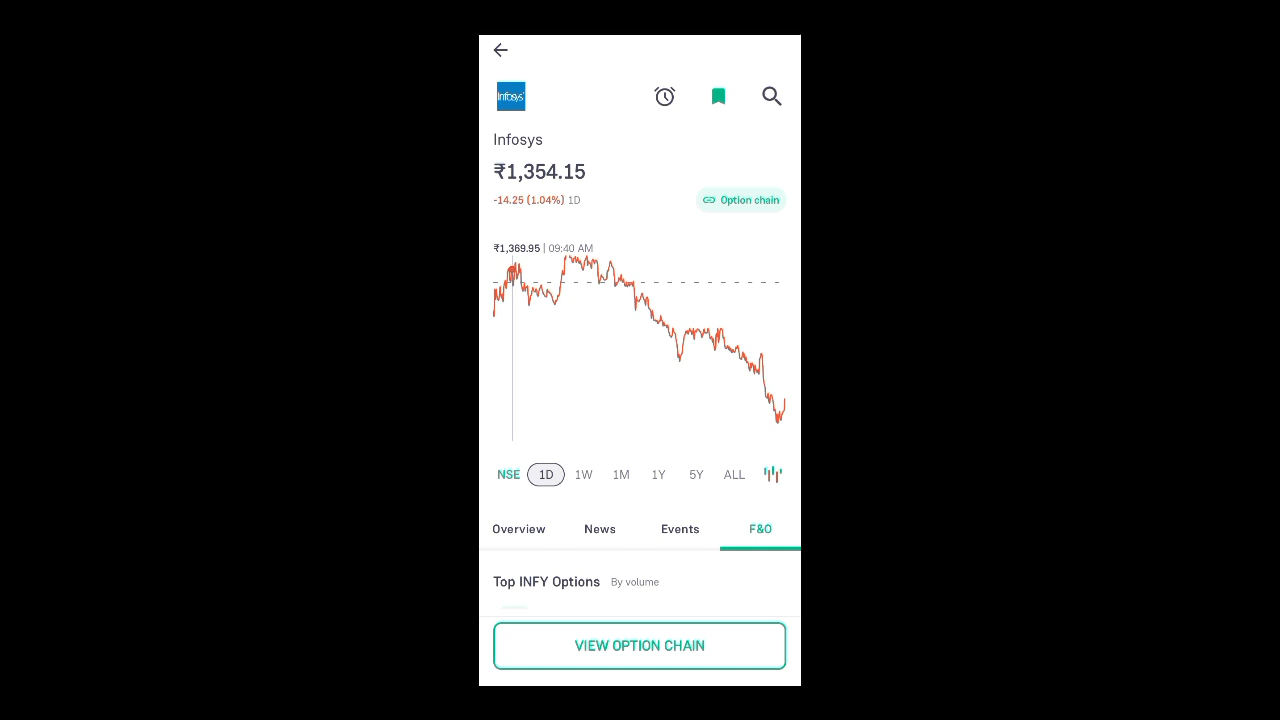 Infosys
Infosys
₹1,354.15
-14.25 (1.04%) 1D
Option chain
₹1,369.95 | 09:40 AM
NSE 1D 1W 1M 1Y 5Y ALL
Overview News Events F&O
Top INFY Options By volume
VIEW OPTION CHAIN